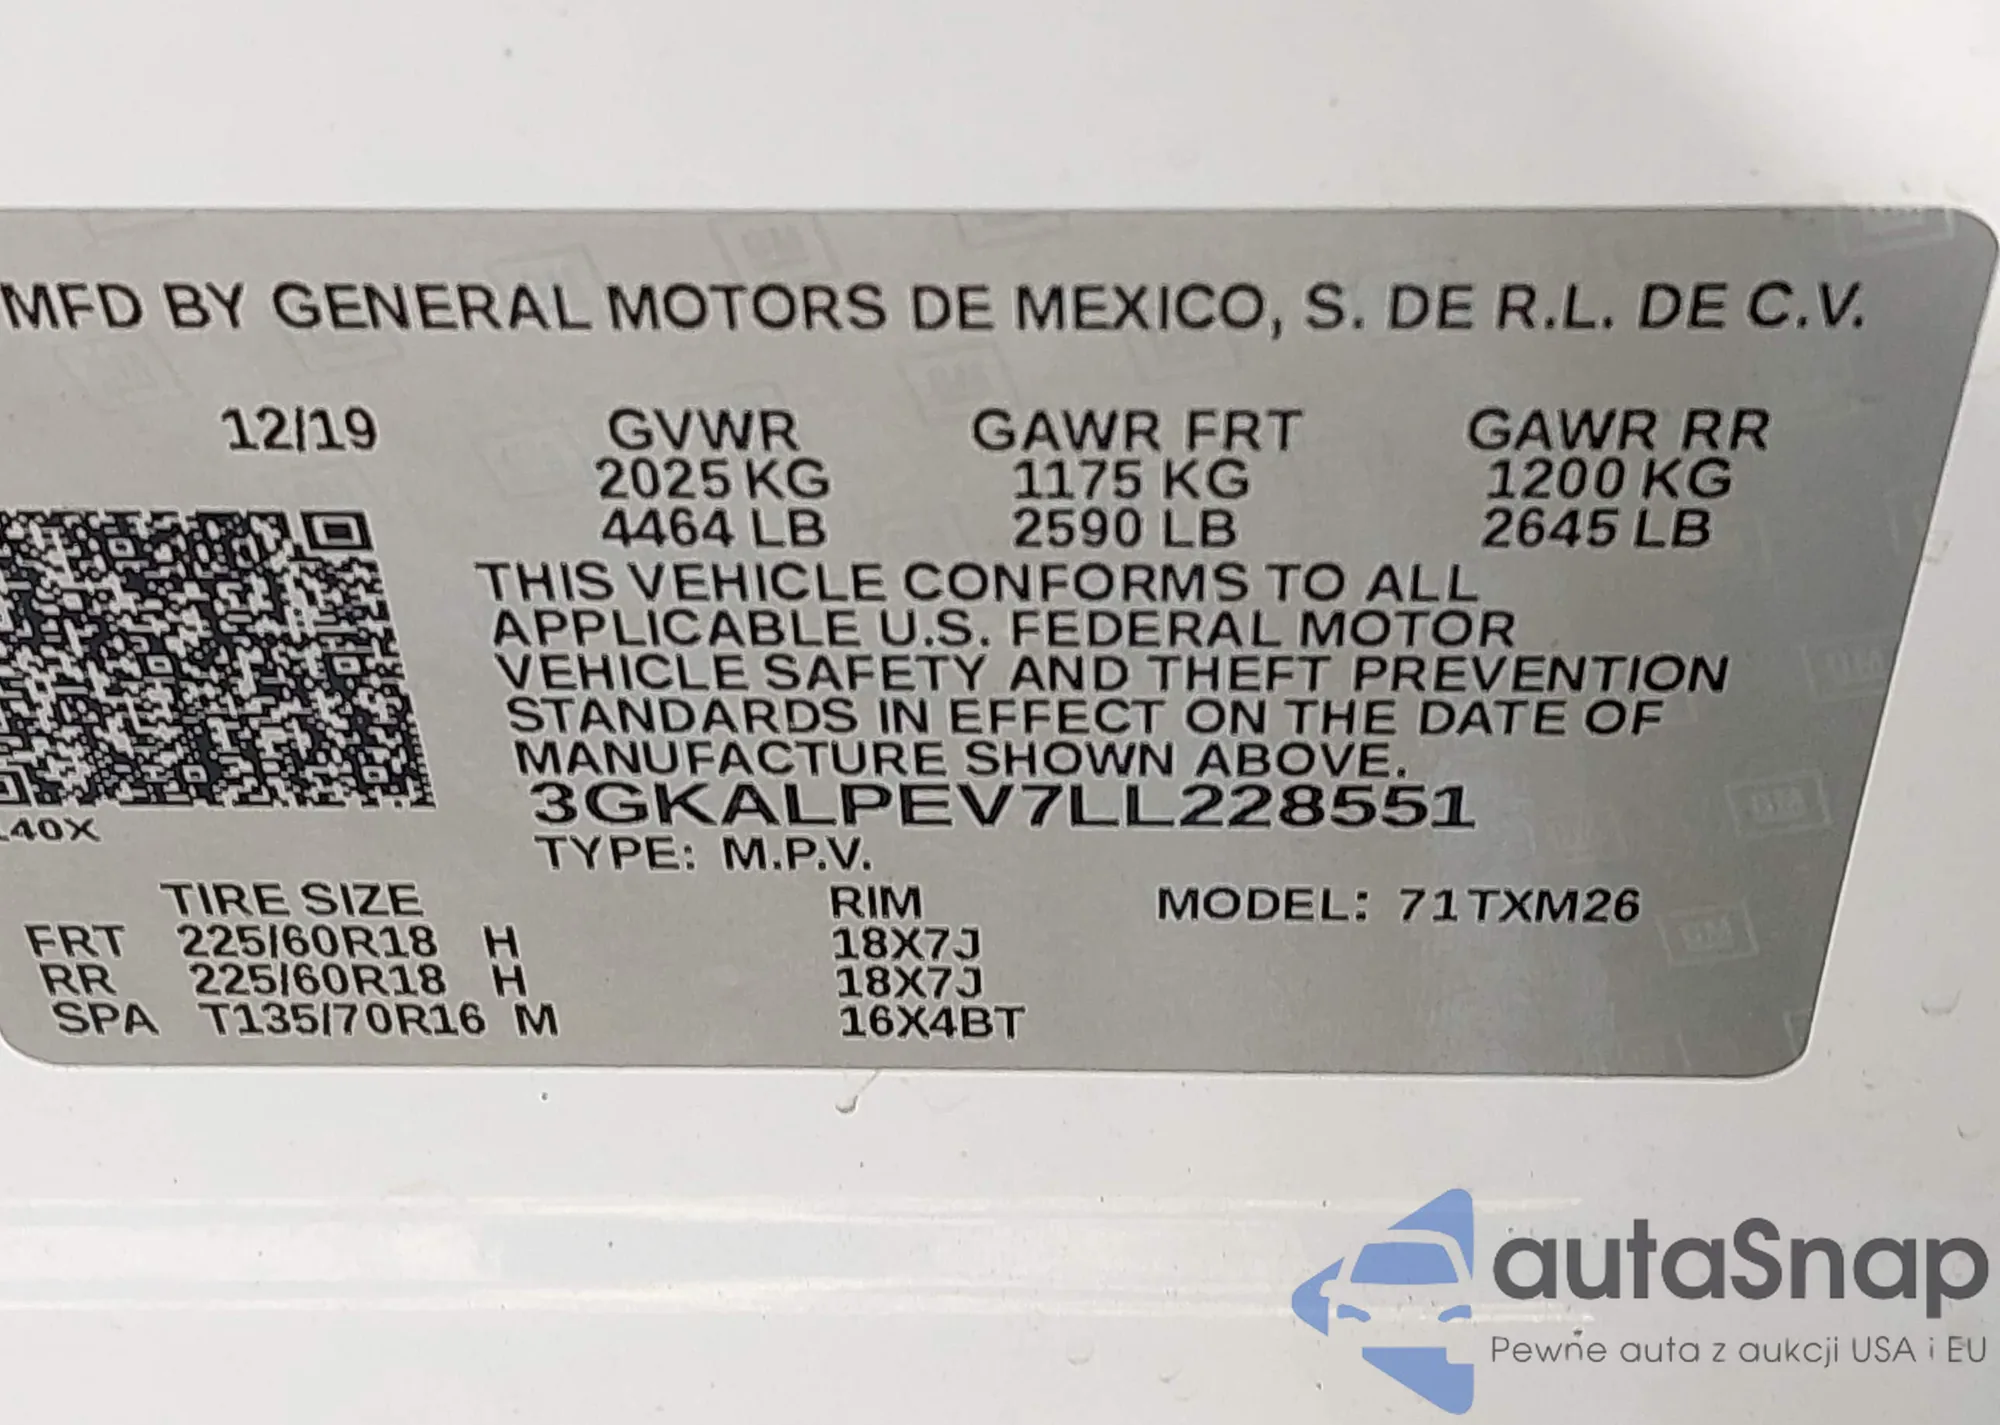 MFD BY GENERAL MOTORS DE MEXICO, S. DE R.L. DE C.V.
12/19 GVWR GAWR FRT GAWR RR
2025 KG 1175 KG 1200 KG
4464 LB 2590 LB 2645 LB
THIS VEHICLE CONFORMS TO ALL
APPLICABLE U.S. FEDERAL MOTOR
VEHICLE SAFETY AND THEFT PREVENTION
STANDARDS IN EFFECT ON THE DATE OF
MANUFACTURE SHOWN ABOVE.
3GKALPEV7LL228551
40X
TYPE: M.P.V.
TIRE SIZE RIM MODEL: 71TXM26
FRT 225/60R18 H 18X7J
RR 225/60R18 H 18X7J
SPA T135/70R16 M 16X4BT
autaSnap
Pewne auta z aukcji USA i EU